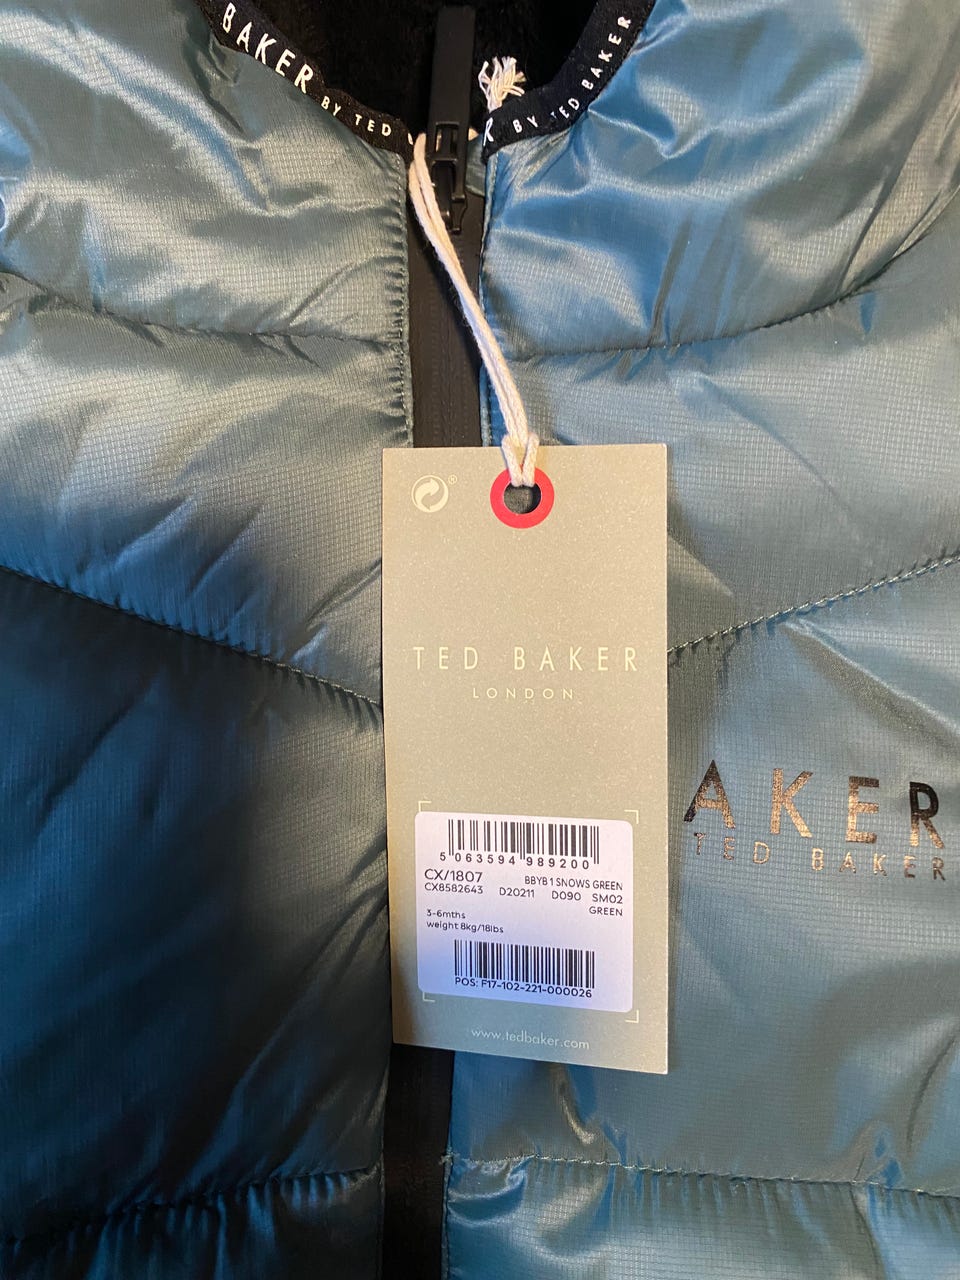 BAKER BY TED
R BY TED BAKER
®
TED BAKER
LONDON
5 063594 989200
CX/1807 BBYB 1 SNOWS GREEN
CX8582643 D20211 D090 SM02
GREEN
3-6mths
weight 8kg/18lbs
POS: F17-102-221-000026
www.tedbaker.com
AKER
TED BAKER